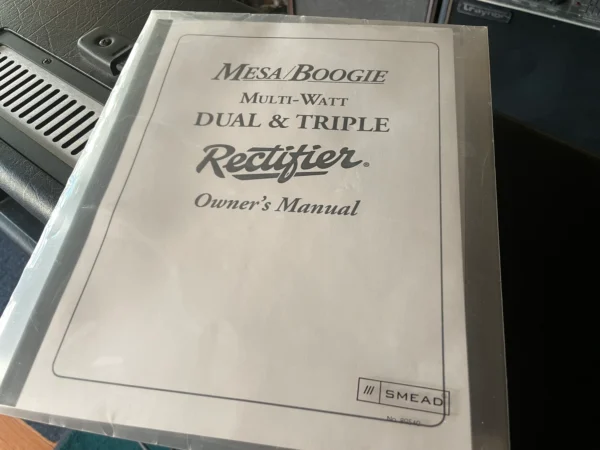 MESA/BOOGIE
MULTI-WATT
DUAL & TRIPLE
Rectifier®
Owner's Manual
SMEAD